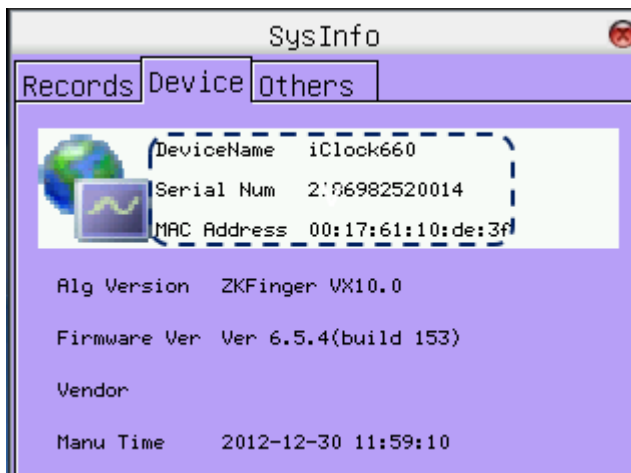 SysInfo
Records Device Others
DeviceName iClock660
Serial Num
MAC Address 00:17:61:10:de:3f
Alg Version ZKFinger VX10.0
Firmware Ver Ver 6.5.4(build 153)
Vendor
Manu Time 2012-12-30 11:59:10